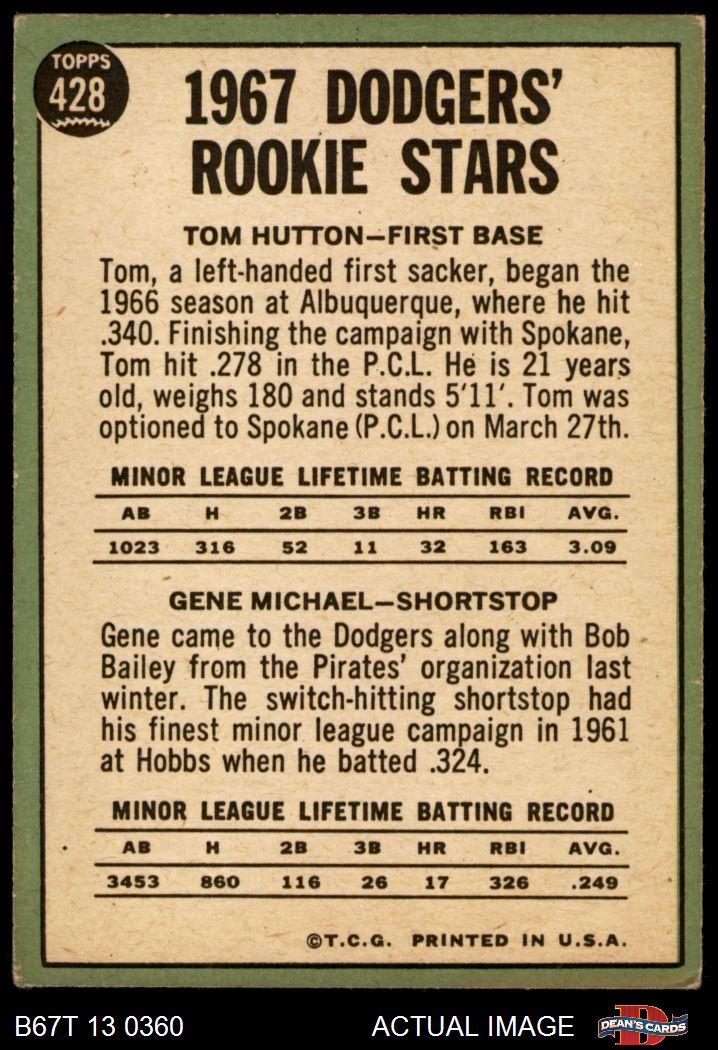 TOPPS
428
1967 DODGERS'
ROOKIE STARS
TOM HUTTON—FIRST BASE
Tom, a left-handed first sacker, began the
1966 season at Albuquerque, where he hit
.340. Finishing the campaign with Spokane,
Tom hit .278 in the P.C.L. He is 21 years
old, weighs 180 and stands 5'11'. Tom was
optioned to Spokane (P.C.L.) on March 27th.
MINOR LEAGUE LIFETIME BATTING RECORD
AB H 2B 3B HR RBI AVG.
1023 316 52 11 32 163 3.09
GENE MICHAEL—SHORTSTOP
Gene came to the Dodgers along with Bob
Bailey from the Pirates' organization last
winter. The switch-hitting shortstop had
his finest minor league campaign in 1961
at Hobbs when he batted .324.
MINOR LEAGUE LIFETIME BATTING RECORD
AB H 2B 3B HR RBI AVG.
3453 860 116 26 17 326 .249
©T.C.G. PRINTED IN U.S.A.
B67T 13 0360 ACTUAL IMAGE DEAN'S CARDS